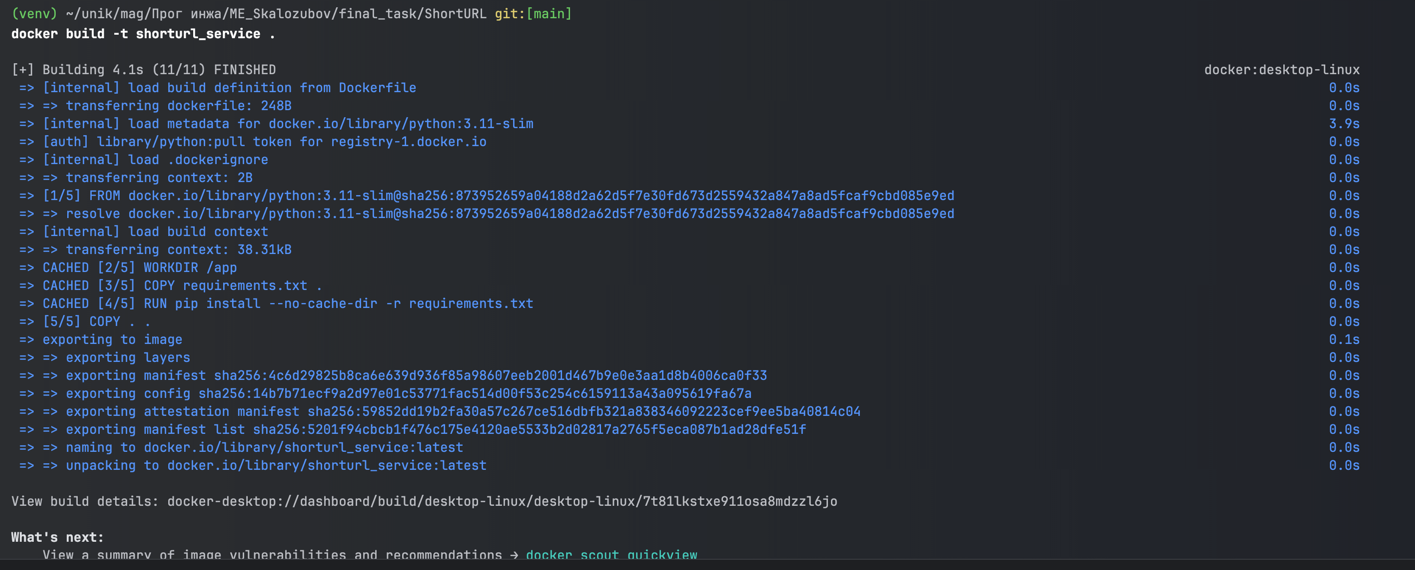 (venv) ~/unik/mag/Прог инжа/ME_Skalozubov/final_task/ShortURL git:[main]
docker build -t shorturl_service .
[+] Building 4.1s (11/11) FINISHED docker:desktop-linux
=> [internal] load build definition from Dockerfile 0.0s
=> => transferring dockerfile: 248B 0.0s
=> [internal] load metadata for docker.io/library/python:3.11-slim 3.9s
=> [auth] library/python:pull token for registry-1.docker.io 0.0s
=> [internal] load .dockerignore 0.0s
=> => transferring context: 2B 0.0s
=> [1/5] FROM docker.io/library/python:3.11-slim@sha256:873952659a04188d2a62d5f7e30fd673d2559432a847a8ad5fcaf9cbd085e9ed 0.0s
=> => resolve docker.io/library/python:3.11-slim@sha256:873952659a04188d2a62d5f7e30fd673d2559432a847a8ad5fcaf9cbd085e9ed 0.0s
=> [internal] load build context 0.0s
=> => transferring context: 38.31kB 0.0s
=> CACHED [2/5] WORKDIR /app 0.0s
=> CACHED [3/5] COPY requirements.txt . 0.0s
=> CACHED [4/5] RUN pip install --no-cache-dir -r requirements.txt 0.0s
=> [5/5] COPY . . 0.0s
=> exporting to image 0.1s
=> => exporting layers 0.0s
=> => exporting manifest sha256:4c6d29825b8ca6e639d936f85a98607eeb2001d467b9e0e3aa1d8b4006ca0f33 0.0s
=> => exporting config sha256:14b7b71ecf9a2d97e01c53771fac514d00f53c254c6159113a43a095619fa67a 0.0s
=> => exporting attestation manifest sha256:59852dd19b2fa30a57c267ce516dbfb321a838346092223cef9ee5ba40814c04 0.0s
=> => exporting manifest list sha256:5201f94cbcb1f476c175e4120ae5533b2d02817a2765f5eca087b1ad28dfe51f 0.0s
=> => naming to docker.io/library/shorturl_service:latest 0.0s
=> => unpacking to docker.io/library/shorturl_service:latest 0.0s
View build details: docker-desktop://dashboard/build/desktop-linux/desktop-linux/7t81lkstxe911osa8mdzzl6jo
What's next:
View a summary of image vulnerabilities and recommendations → docker scout quickview